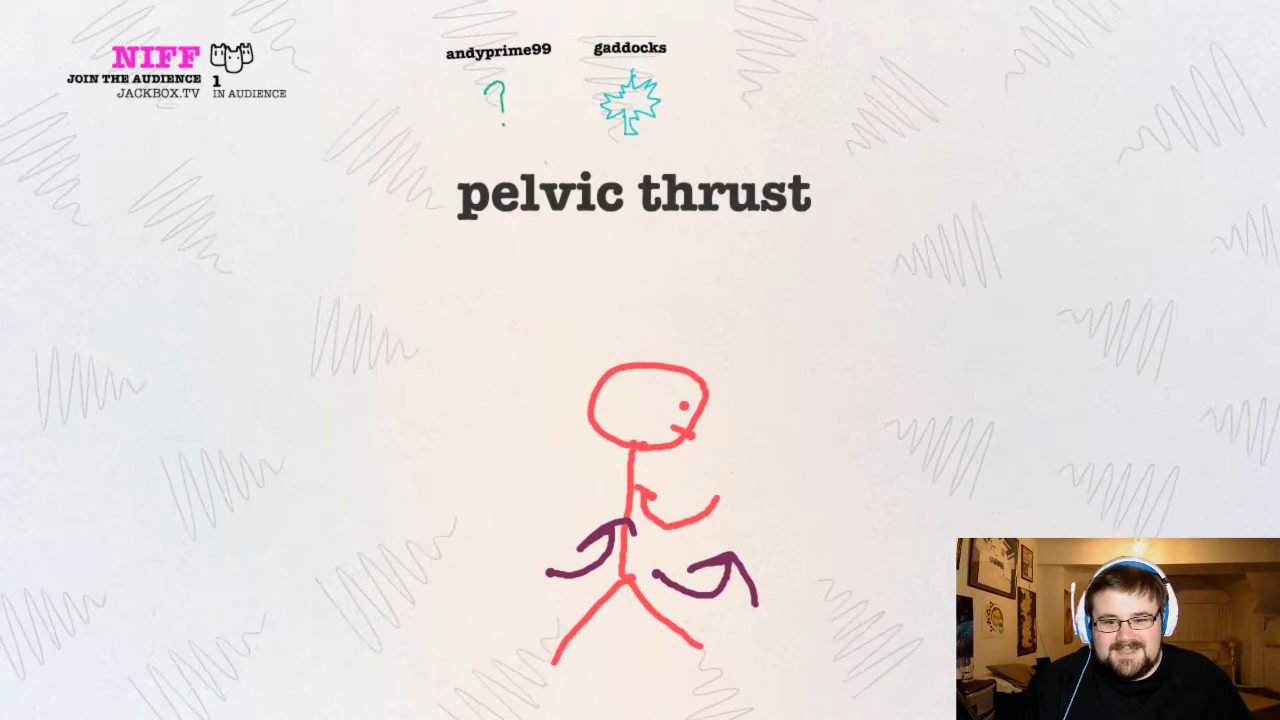 NIFF
JOIN THE AUDIENCE
JACKBOX.TV
1
IN AUDIENCE
andyprime99
gaddocks
?
pelvic thrust